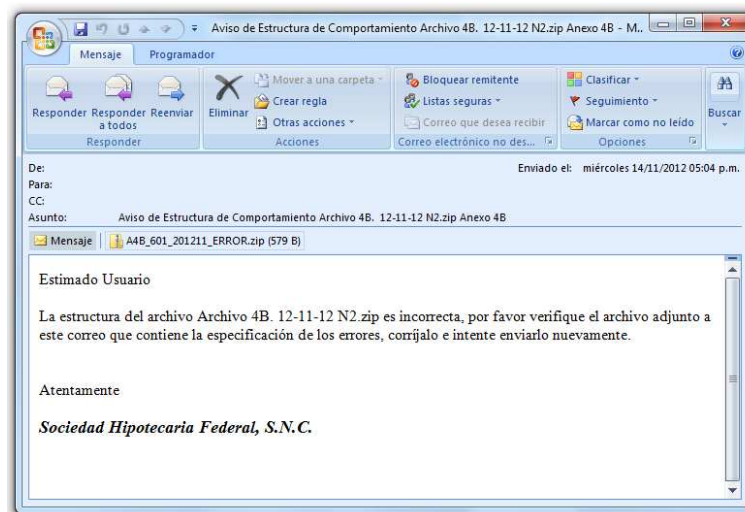 Aviso de Estructura de Comportamiento Archivo 4B. 12-11-12 N2.zip Anexo 4B - M..
Mensaje Programador
Responder Responder a todos Reenviar
Responder
Eliminar
Mover a una carpeta
Crear regla
Otras acciones
Acciones
Bloquear remitente
Listas seguras
Correo que desea recibir
Correo electrónico no des...
Clasificar
Seguimiento
Marcar como no leído
Opciones
Buscar
De:
Enviado el: miércoles 14/11/2012 05:04 p.m.
Para:
CC:
Asunto: Aviso de Estructura de Comportamiento Archivo 4B. 12-11-12 N2.zip Anexo 4B
Mensaje A4B_601_201211_ERROR.zip (579 B)
Estimado Usuario
La estructura del archivo Archivo 4B. 12-11-12 N2.zip es incorrecta, por favor verifique el archivo adjunto a
este correo que contiene la especificación de los errores, corríjalo e intente enviarlo nuevamente.
Atentamente
Sociedad Hipotecaria Federal, S.N.C.